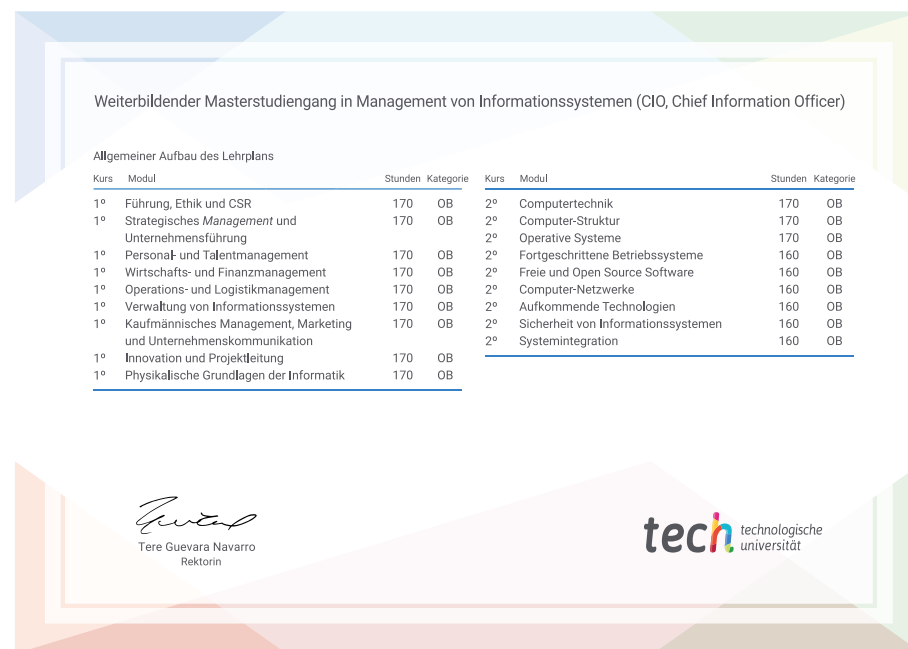 Weiterbildender Masterstudiengang in Management von Informationssystemen (CIO, Chief Information Officer)
Allgemeiner Aufbau des Lehrplans
Kurs Modul Stunden Kategorie
1º Führung, Ethik und CSR 170 OB
1º Strategisches Management und 170 OB
Unternehmensführung
1º Personal- und Talentmanagement 170 OB
1º Wirtschafts- und Finanzmanagement 170 OB
1º Operations- und Logistikmanagement 170 OB
1º Verwaltung von Informationssystemen 170 OB
1º Kaufmännisches Management, Marketing 170 OB
und Unternehmenskommunikation
1º Innovation und Projektleitung 170 OB
1º Physikalische Grundlagen der Informatik 170 OB
Kurs Modul Stunden Kategorie
2º Computertechnik 170 OB
2º Computer-Struktur 170 OB
2º Operative Systeme 170 OB
2º Fortgeschrittene Betriebssysteme 160 OB
2º Freie und Open Source Software 160 OB
2º Computer-Netzwerke 160 OB
2º Aufkommende Technologien 160 OB
2º Sicherheit von Informationssystemen 160 OB
2º Systemintegration 160 OB
Tere Guevara Navarro
Rektorin
tech technologische
universität